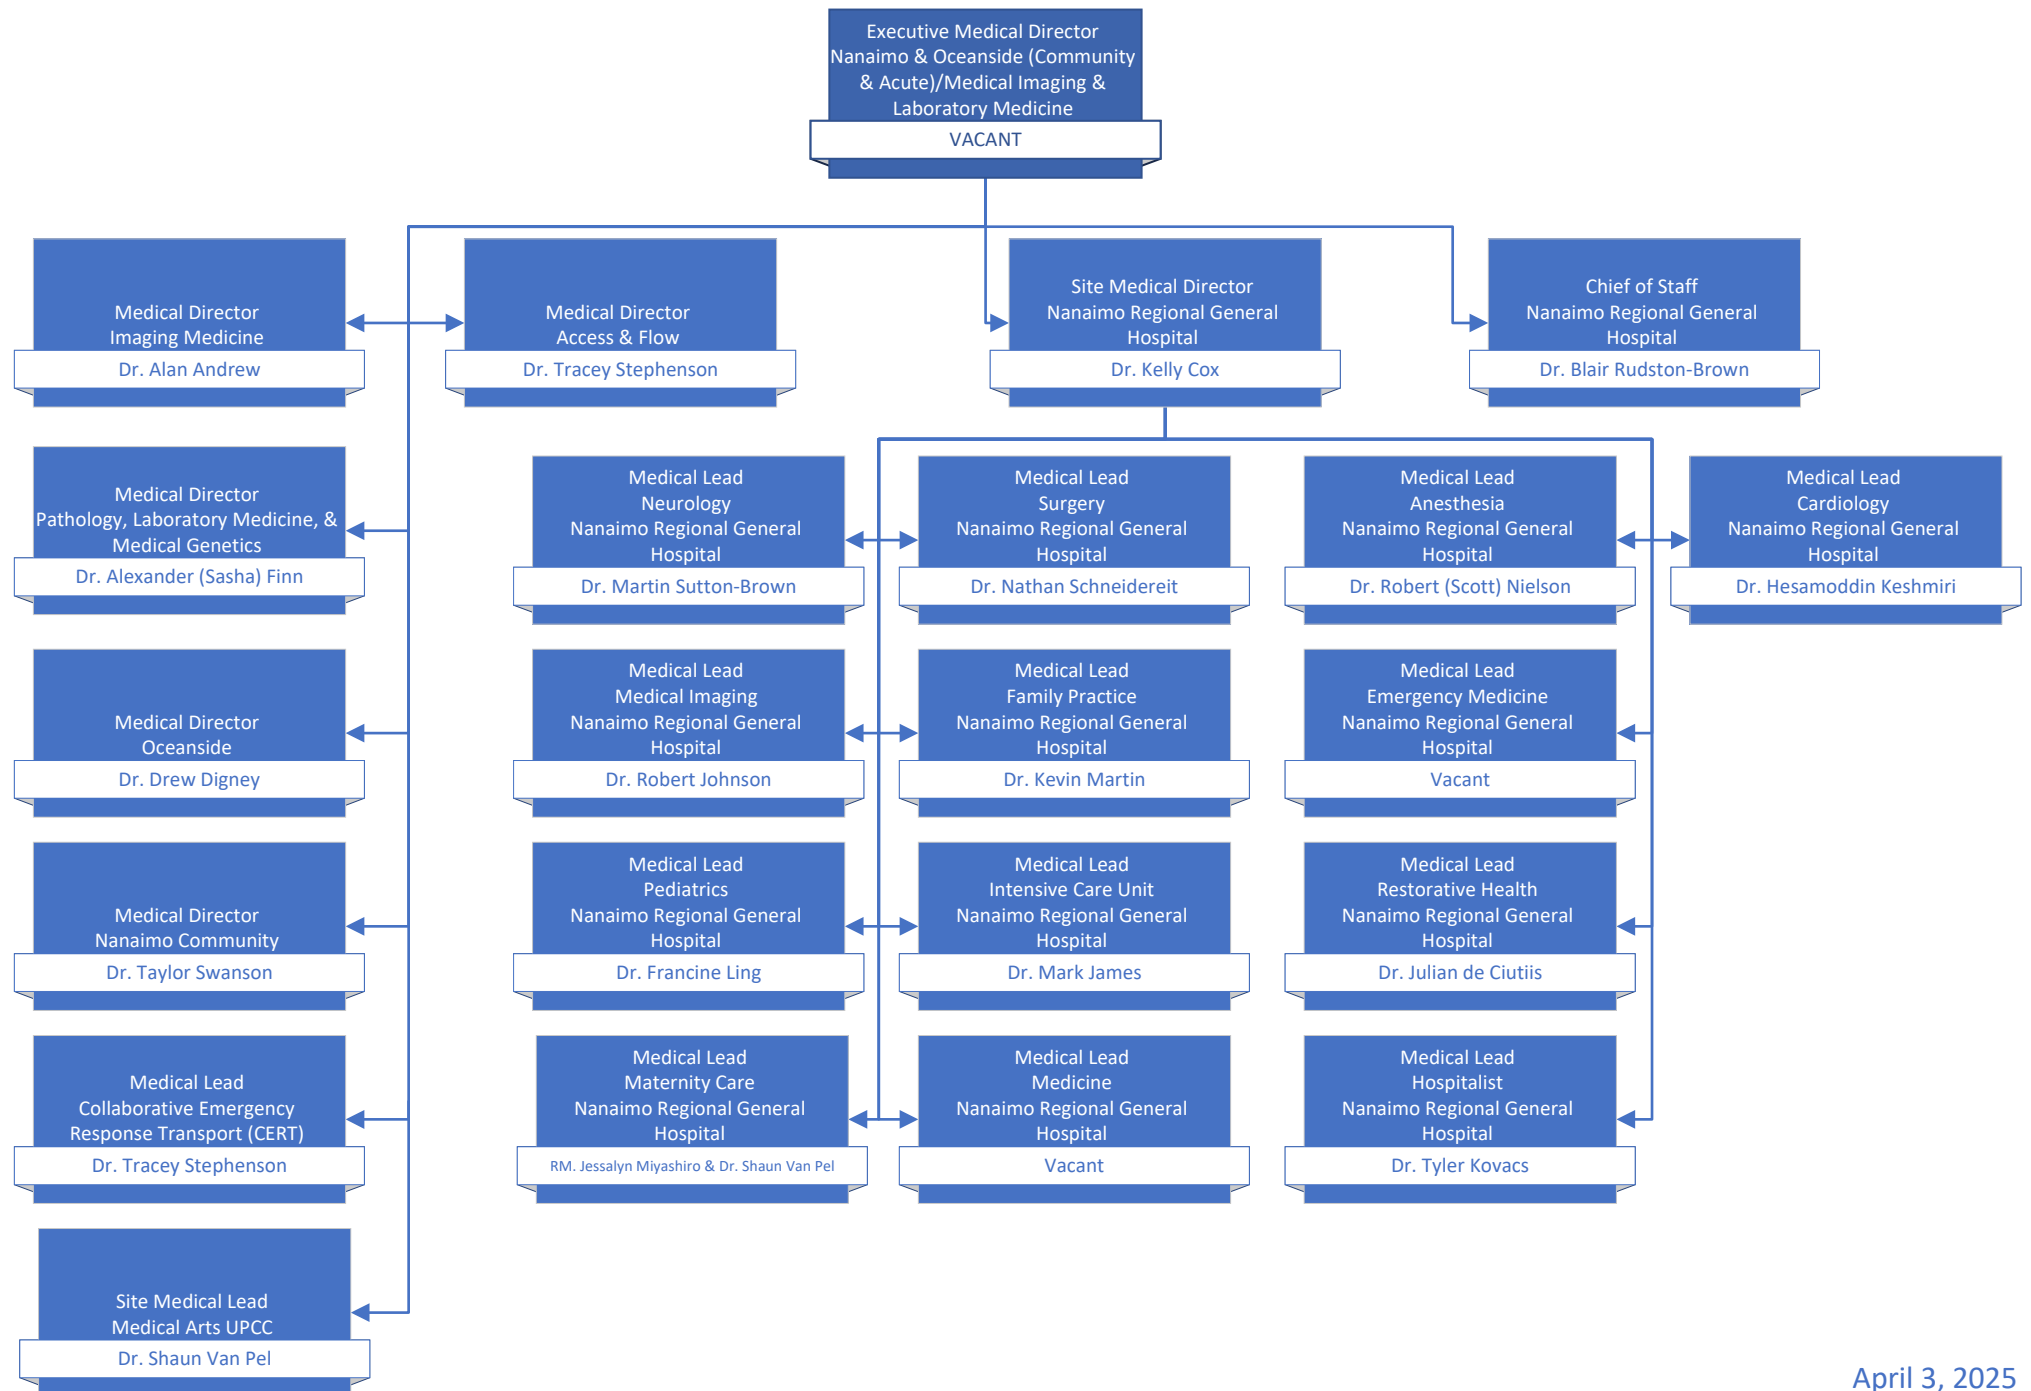 Executive Medical Director
Nanaimo & Oceanside (Community
& Acute)/Medical Imaging &
Laboratory Medicine
VACANT
Medical Director
Imaging Medicine
Dr. Alan Andrew
Medical Director
Access & Flow
Dr. Tracey Stephenson
Site Medical Director
Nanaimo Regional General
Hospital
Dr. Kelly Cox
Chief of Staff
Nanaimo Regional General
Hospital
Dr. Blair Rudston-Brown
Medical Director
Pathology, Laboratory Medicine, &
Medical Genetics
Dr. Alexander (Sasha) Finn
Medical Lead
Neurology
Nanaimo Regional General
Hospital
Dr. Martin Sutton-Brown
Medical Lead
Surgery
Nanaimo Regional General
Hospital
Dr. Nathan Schneidereit
Medical Lead
Anesthesia
Nanaimo Regional General
Hospital
Dr. Robert (Scott) Nielson
Medical Lead
Cardiology
Nanaimo Regional General
Hospital
Dr. Hesamoddin Keshmiri
Medical Director
Oceanside
Dr. Drew Digney
Medical Lead
Medical Imaging
Nanaimo Regional General
Hospital
Dr. Robert Johnson
Medical Lead
Family Practice
Nanaimo Regional General
Hospital
Dr. Kevin Martin
Medical Lead
Emergency Medicine
Nanaimo Regional General
Hospital
Vacant
Medical Director
Nanaimo Community
Dr. Taylor Swanson
Medical Lead
Pediatrics
Nanaimo Regional General
Hospital
Dr. Francine Ling
Medical Lead
Intensive Care Unit
Nanaimo Regional General
Hospital
Dr. Mark James
Medical Lead
Restorative Health
Nanaimo Regional General
Hospital
Dr. Julian de Ciutiis
Medical Lead
Collaborative Emergency
Response Transport (CERT)
Dr. Tracey Stephenson
Medical Lead
Maternity Care
Nanaimo Regional General
Hospital
RM. Jessalyn Miyashiro & Dr. Shaun Van Pel
Medical Lead
Medicine
Nanaimo Regional General
Hospital
Vacant
Medical Lead
Hospitalist
Nanaimo Regional General
Hospital
Dr. Tyler Kovacs
Site Medical Lead
Medical Arts UPCC
Dr. Shaun Van Pel
April 3, 2025